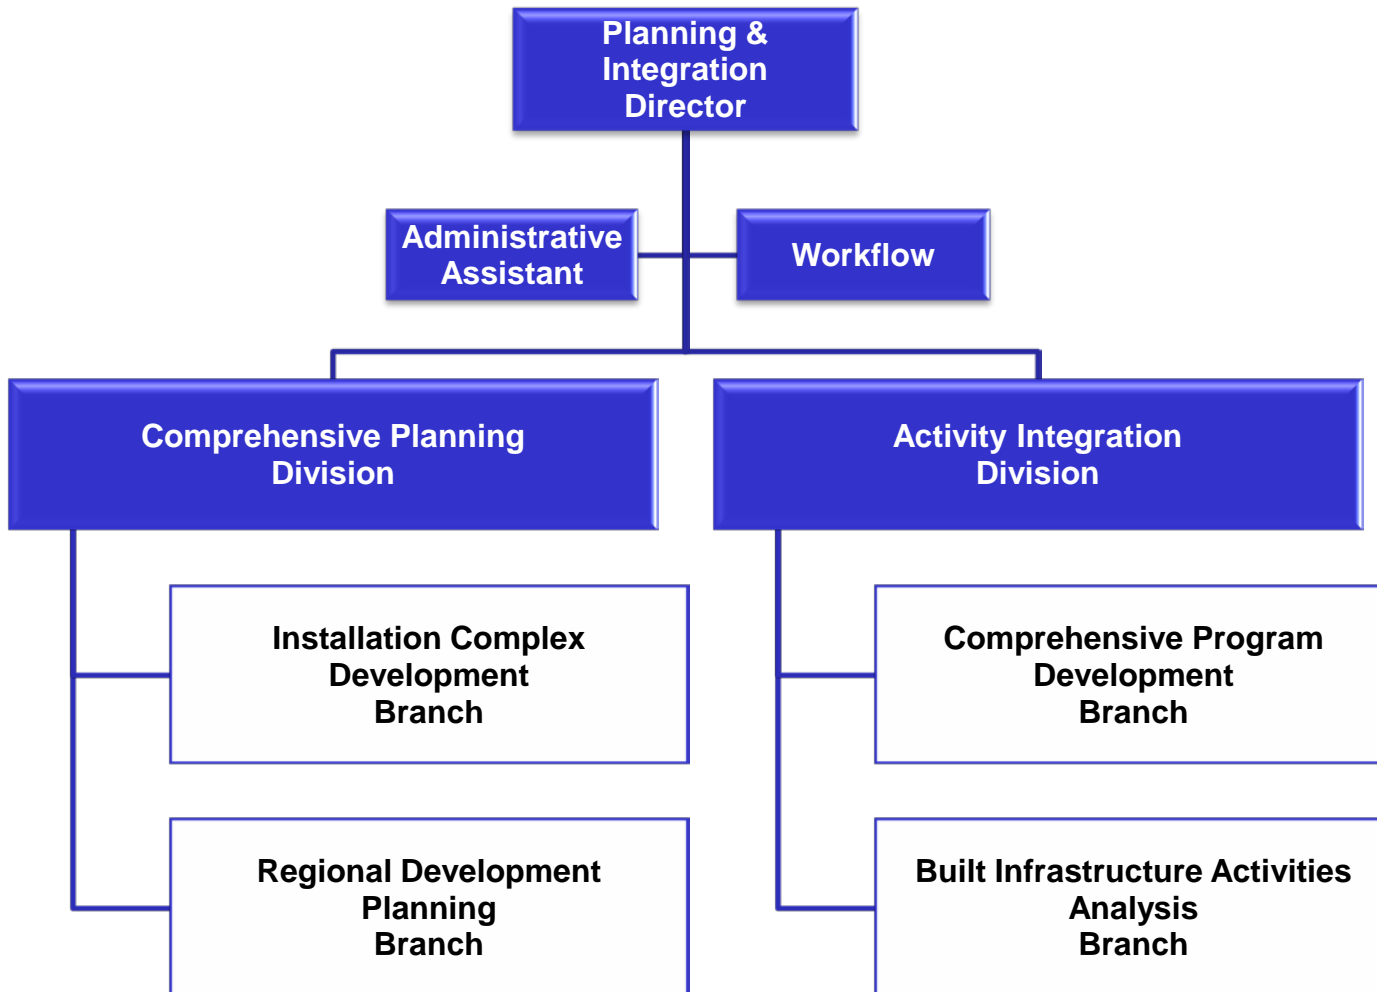 Planning &
Integration
Director
Administrative
Assistant
Workflow
Comprehensive Planning
Division
Activity Integration
Division
Installation Complex
Development
Branch
Comprehensive Program
Development
Branch
Regional Development
Planning
Branch
Built Infrastructure Activities
Analysis
Branch